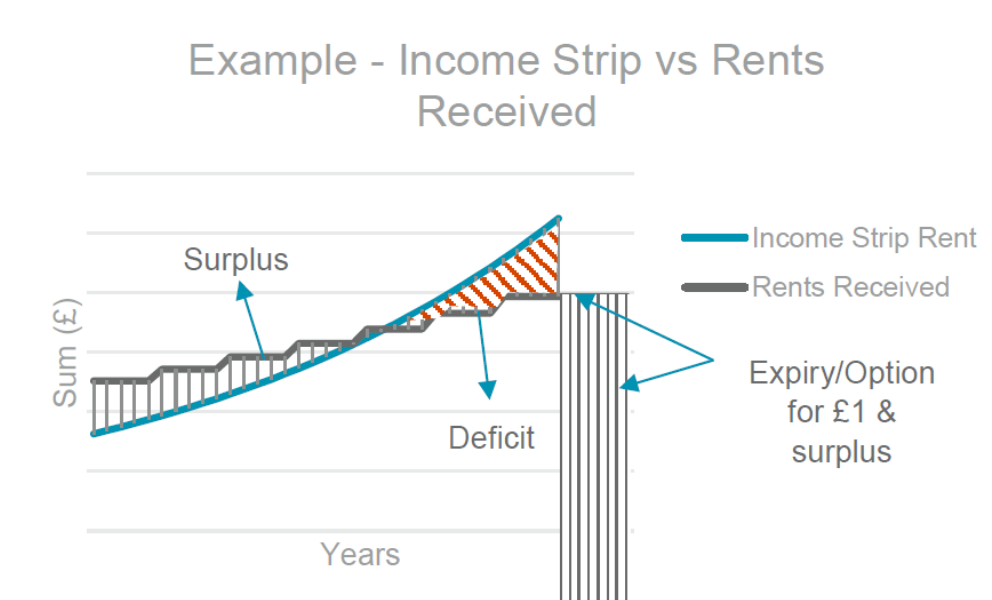 Example - Income Strip vs Rents
Received
Surplus
Income Strip Rent
Rents Received
Sum (£)
Expiry/Option
for £1 &
surplus
Deficit
Years